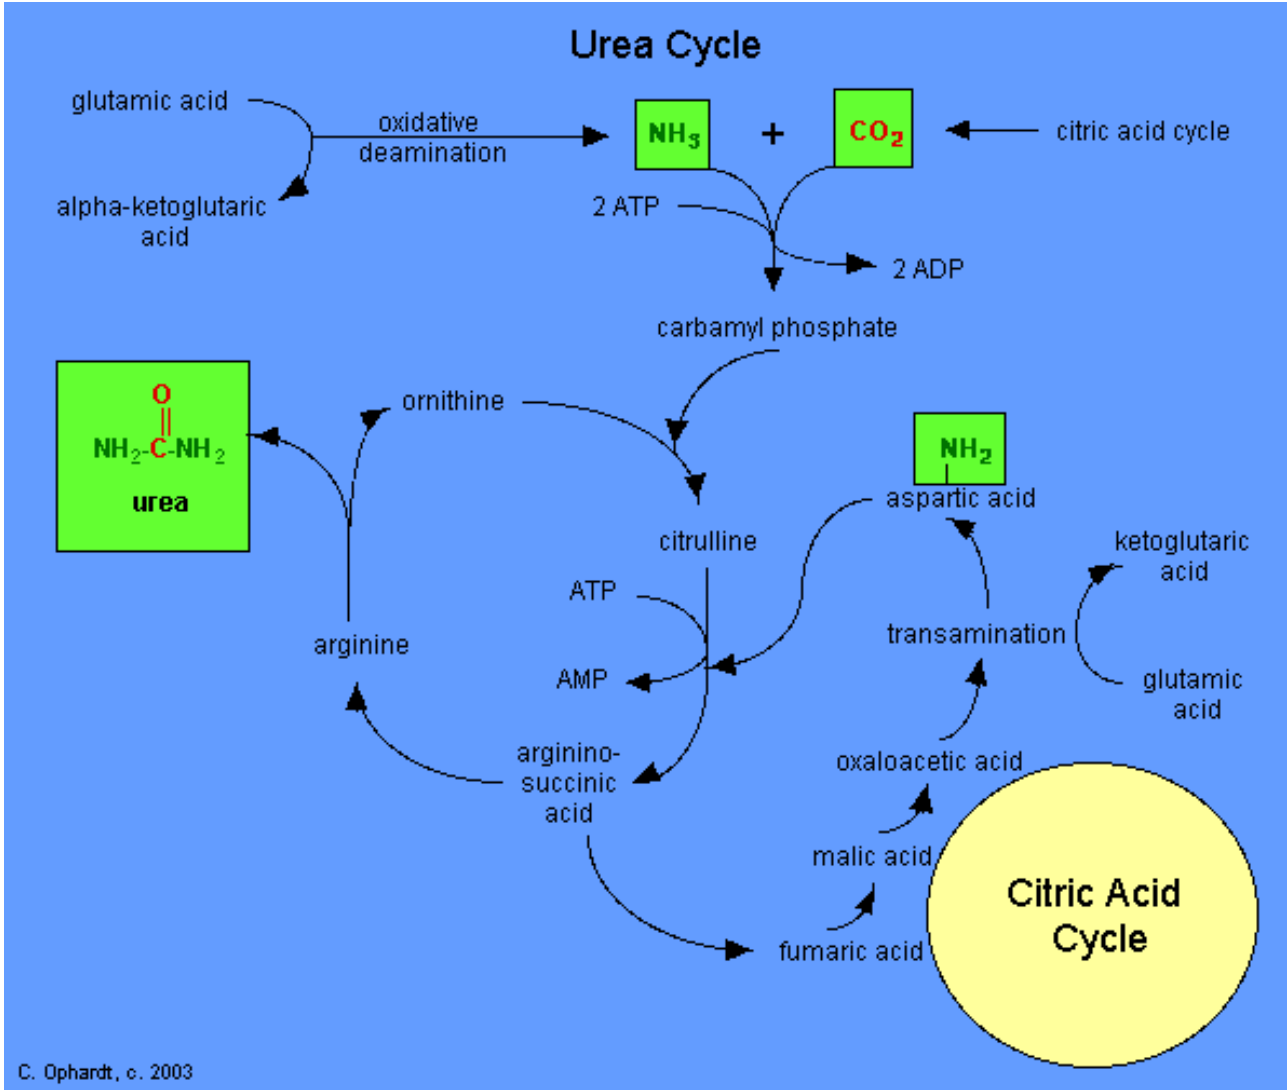 Urea Cycle
glutamic acid
oxidative
deamination
NH₃
+
CO₂
citric acid cycle
alpha-ketoglutaric
acid
2 ATP
2 ADP
carbamyl phosphate
O
NH₂-C-NH₂
urea
ornithine
NH₂
aspartic acid
citrulline
ketoglutaric
acid
ATP
arginine
transamination
AMP
glutamic
acid
arginino-
succinic
acid
oxaloacetic acid
malic acid
Citric Acid
Cycle
fumaric acid
C. Ophardt, c. 2003